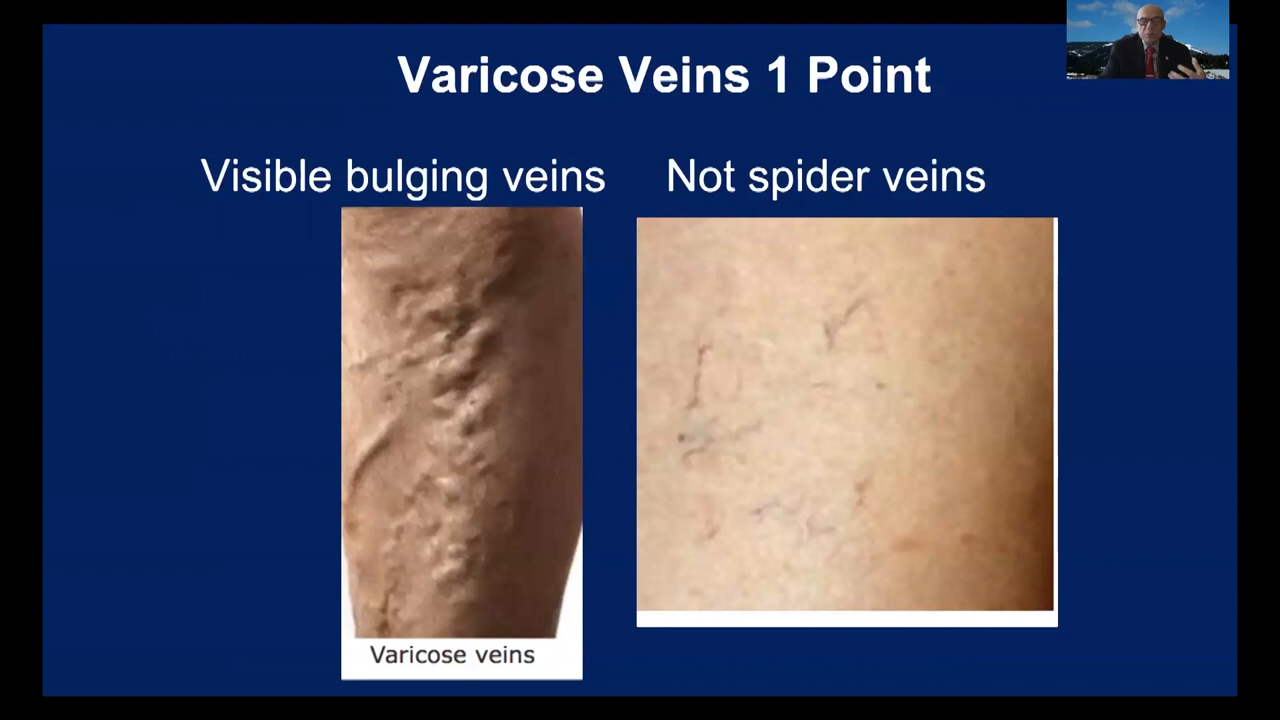 Varicose Veins 1 Point
Visible bulging veins
Not spider veins
Varicose veins